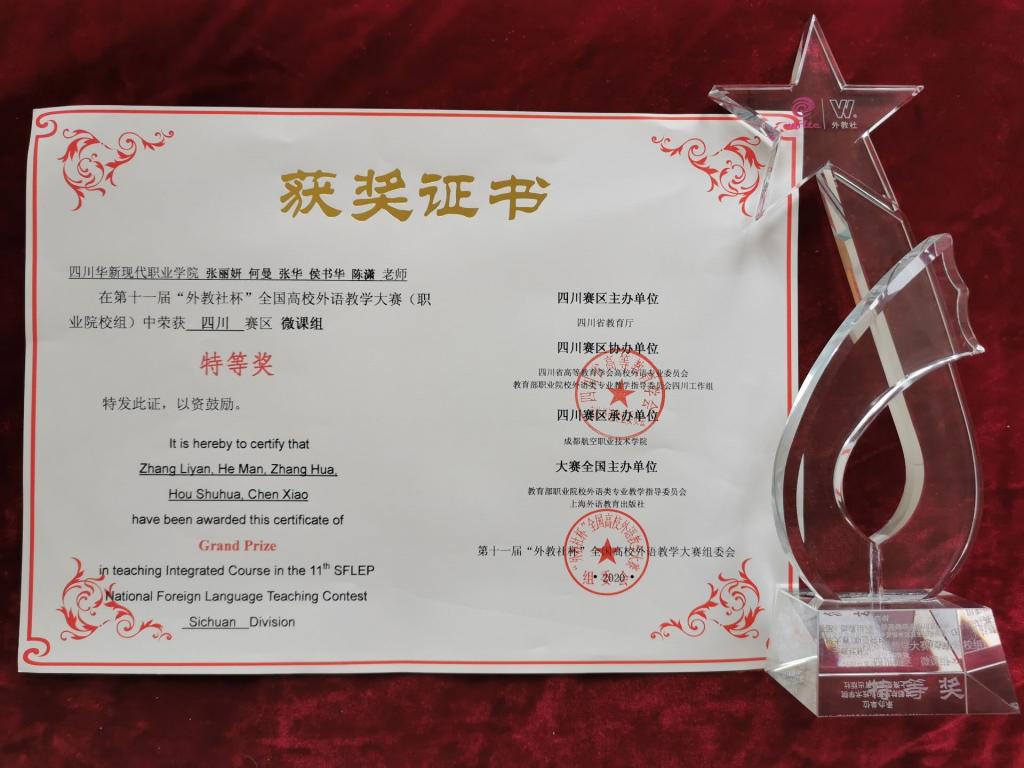 获奖证书
四川华新现代职业学院 张丽妍 何曼 张华 侯书华 陈潇 老师
在第十一届“外教社杯”全国高校外语教学大赛（职
业院校组）中荣获 四川 赛区 微课组
特等奖
特发此证，以资鼓励。
It is hereby to certify that
Zhang Liyan, He Man, Zhang Hua,
Hou Shuhua, Chen Xiao
have been awarded this certificate of
Grand Prize
in teaching Integrated Course in the 11th SFLEP
National Foreign Language Teaching Contest
Sichuan Division
四川赛区主办单位
四川省教育厅
四川赛区协办单位
四川省高等教育学会高校外语专业委员会
教育部职业院校外语类专业教学指导委员会四川工作组
四川赛区承办单位
成都航空职业技术学院
大赛全国主办单位
教育部职业院校外语类专业教学指导委员会
上海外语教育出版社
第十一届“外教社杯”全国高校外语教学大赛组委会
•2020•
W®
外教社
特等奖
承办单位